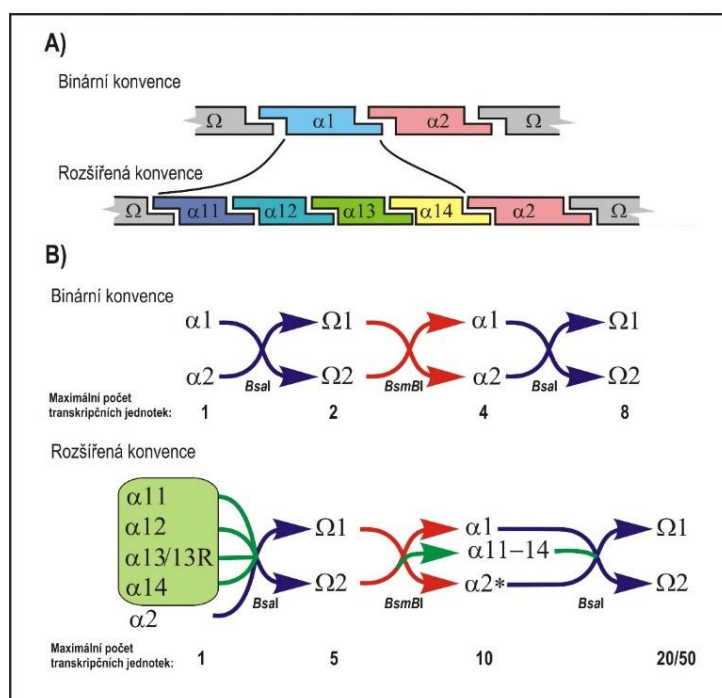 A)
Binární konvence
Ω α1 α2 Ω
Rozšířená konvence
Ω α11 α12 α13 α14 α2 Ω
B)
Binární konvence
α1 Ω1 α1 Ω1
α2 Ω2 α2 Ω2
BsaI BsmBI BsaI
Maximální počet
transkripčních jednotek: 1 2 4 8
Rozšířená konvence
α11
α12 Ω1 α1 Ω1
α13/13R α11–14
α14 Ω2 α2* Ω2
α2 BsaI BsmBI BsaI
Maximální počet
transkripčních jednotek: 1 5 10 20/50